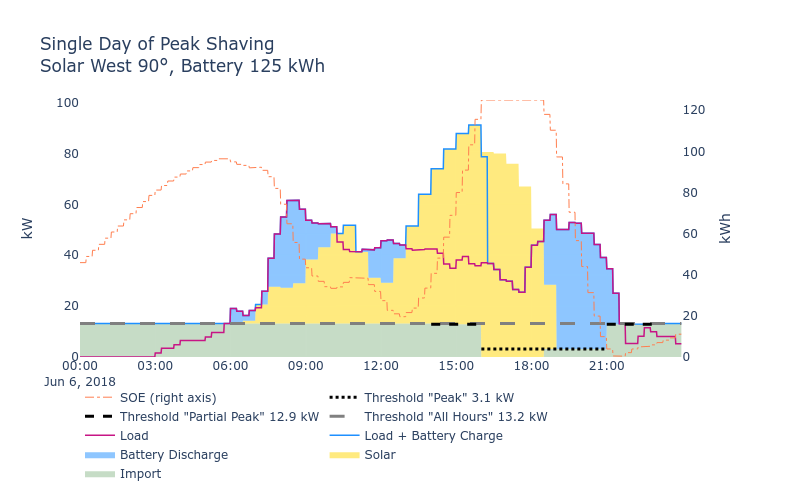 Single Day of Peak Shaving
Solar West 90°, Battery 125 kWh
100
80
60
40
20
0
kW
120
100
80
60
40
20
0
kWh
00:00 03:00 06:00 09:00 12:00 15:00 18:00 21:00
Jun 6, 2018
SOE (right axis)
Threshold "Peak" 3.1 kW
Threshold "Partial Peak" 12.9 kW
Threshold "All Hours" 13.2 kW
Load
Load + Battery Charge
Battery Discharge
Solar
Import